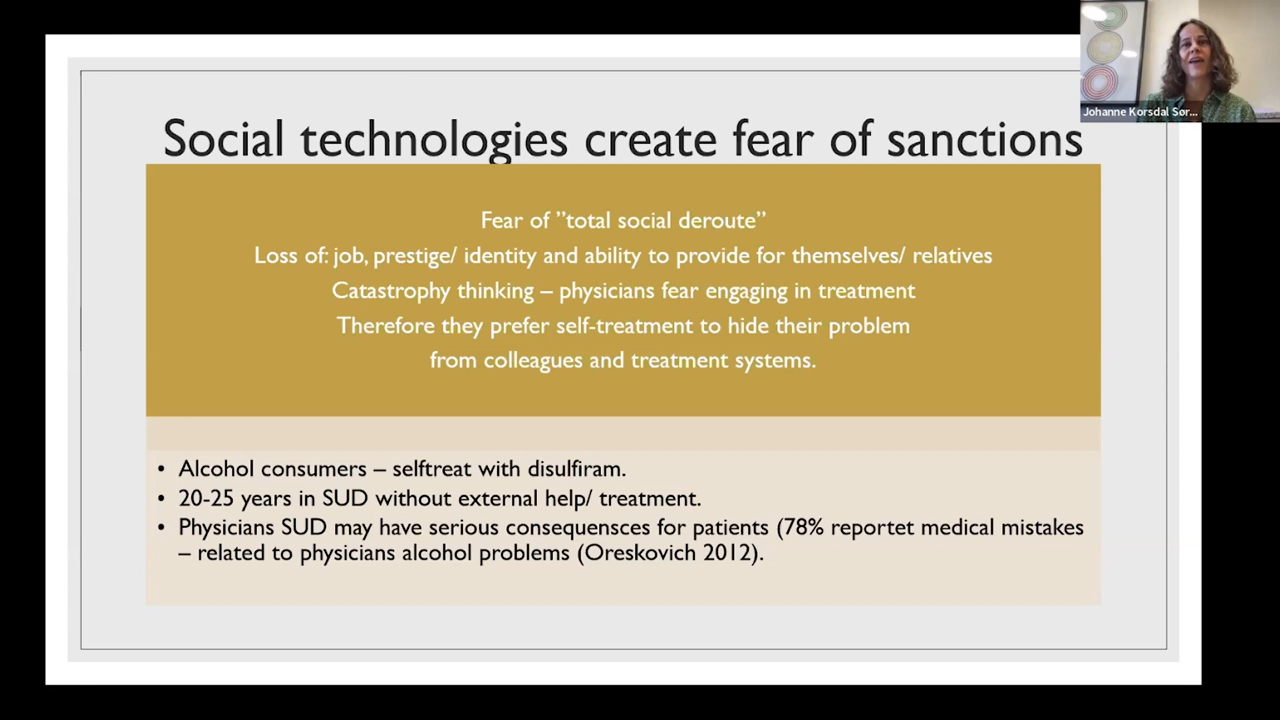 Johanne Korsdal Sør...
Social technologies create fear of sanctions
Fear of ”total social deroute”
Loss of: job, prestige/ identity and ability to provide for themselves/ relatives
Catastrophy thinking – physicians fear engaging in treatment
Therefore they prefer self-treatment to hide their problem
from colleagues and treatment systems.
• Alcohol consumers – selftreat with disulfiram.
• 20-25 years in SUD without external help/ treatment.
• Physicians SUD may have serious consequensces for patients (78% reportet medical mistakes
– related to physicians alcohol problems (Oreskovich 2012).